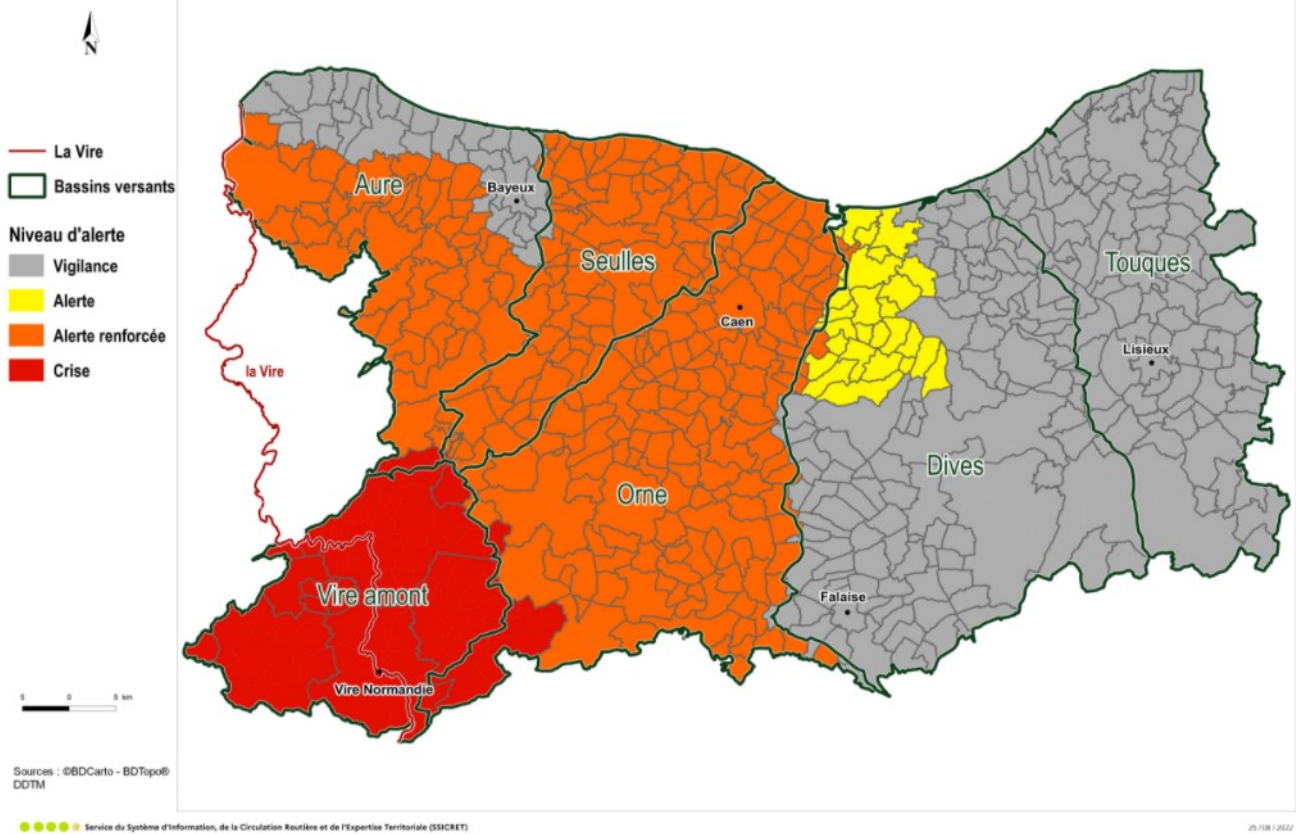 N
La Vire
Bassins versants
Niveau d'alerte
Vigilance
Alerte
Alerte renforcée
Crise
Aure
Bayeux
Seulles
Caen
Touques
Lisieux
la Vire
Orne
Dives
Falaise
Vire amont
Vire Normandie
5 0 5 km
Sources : ©BDCarto - BDTopo®
DDTM
Service du Système d'Information, de la Circulation Routière et de l'Expertise Territoriale (SSICRET)